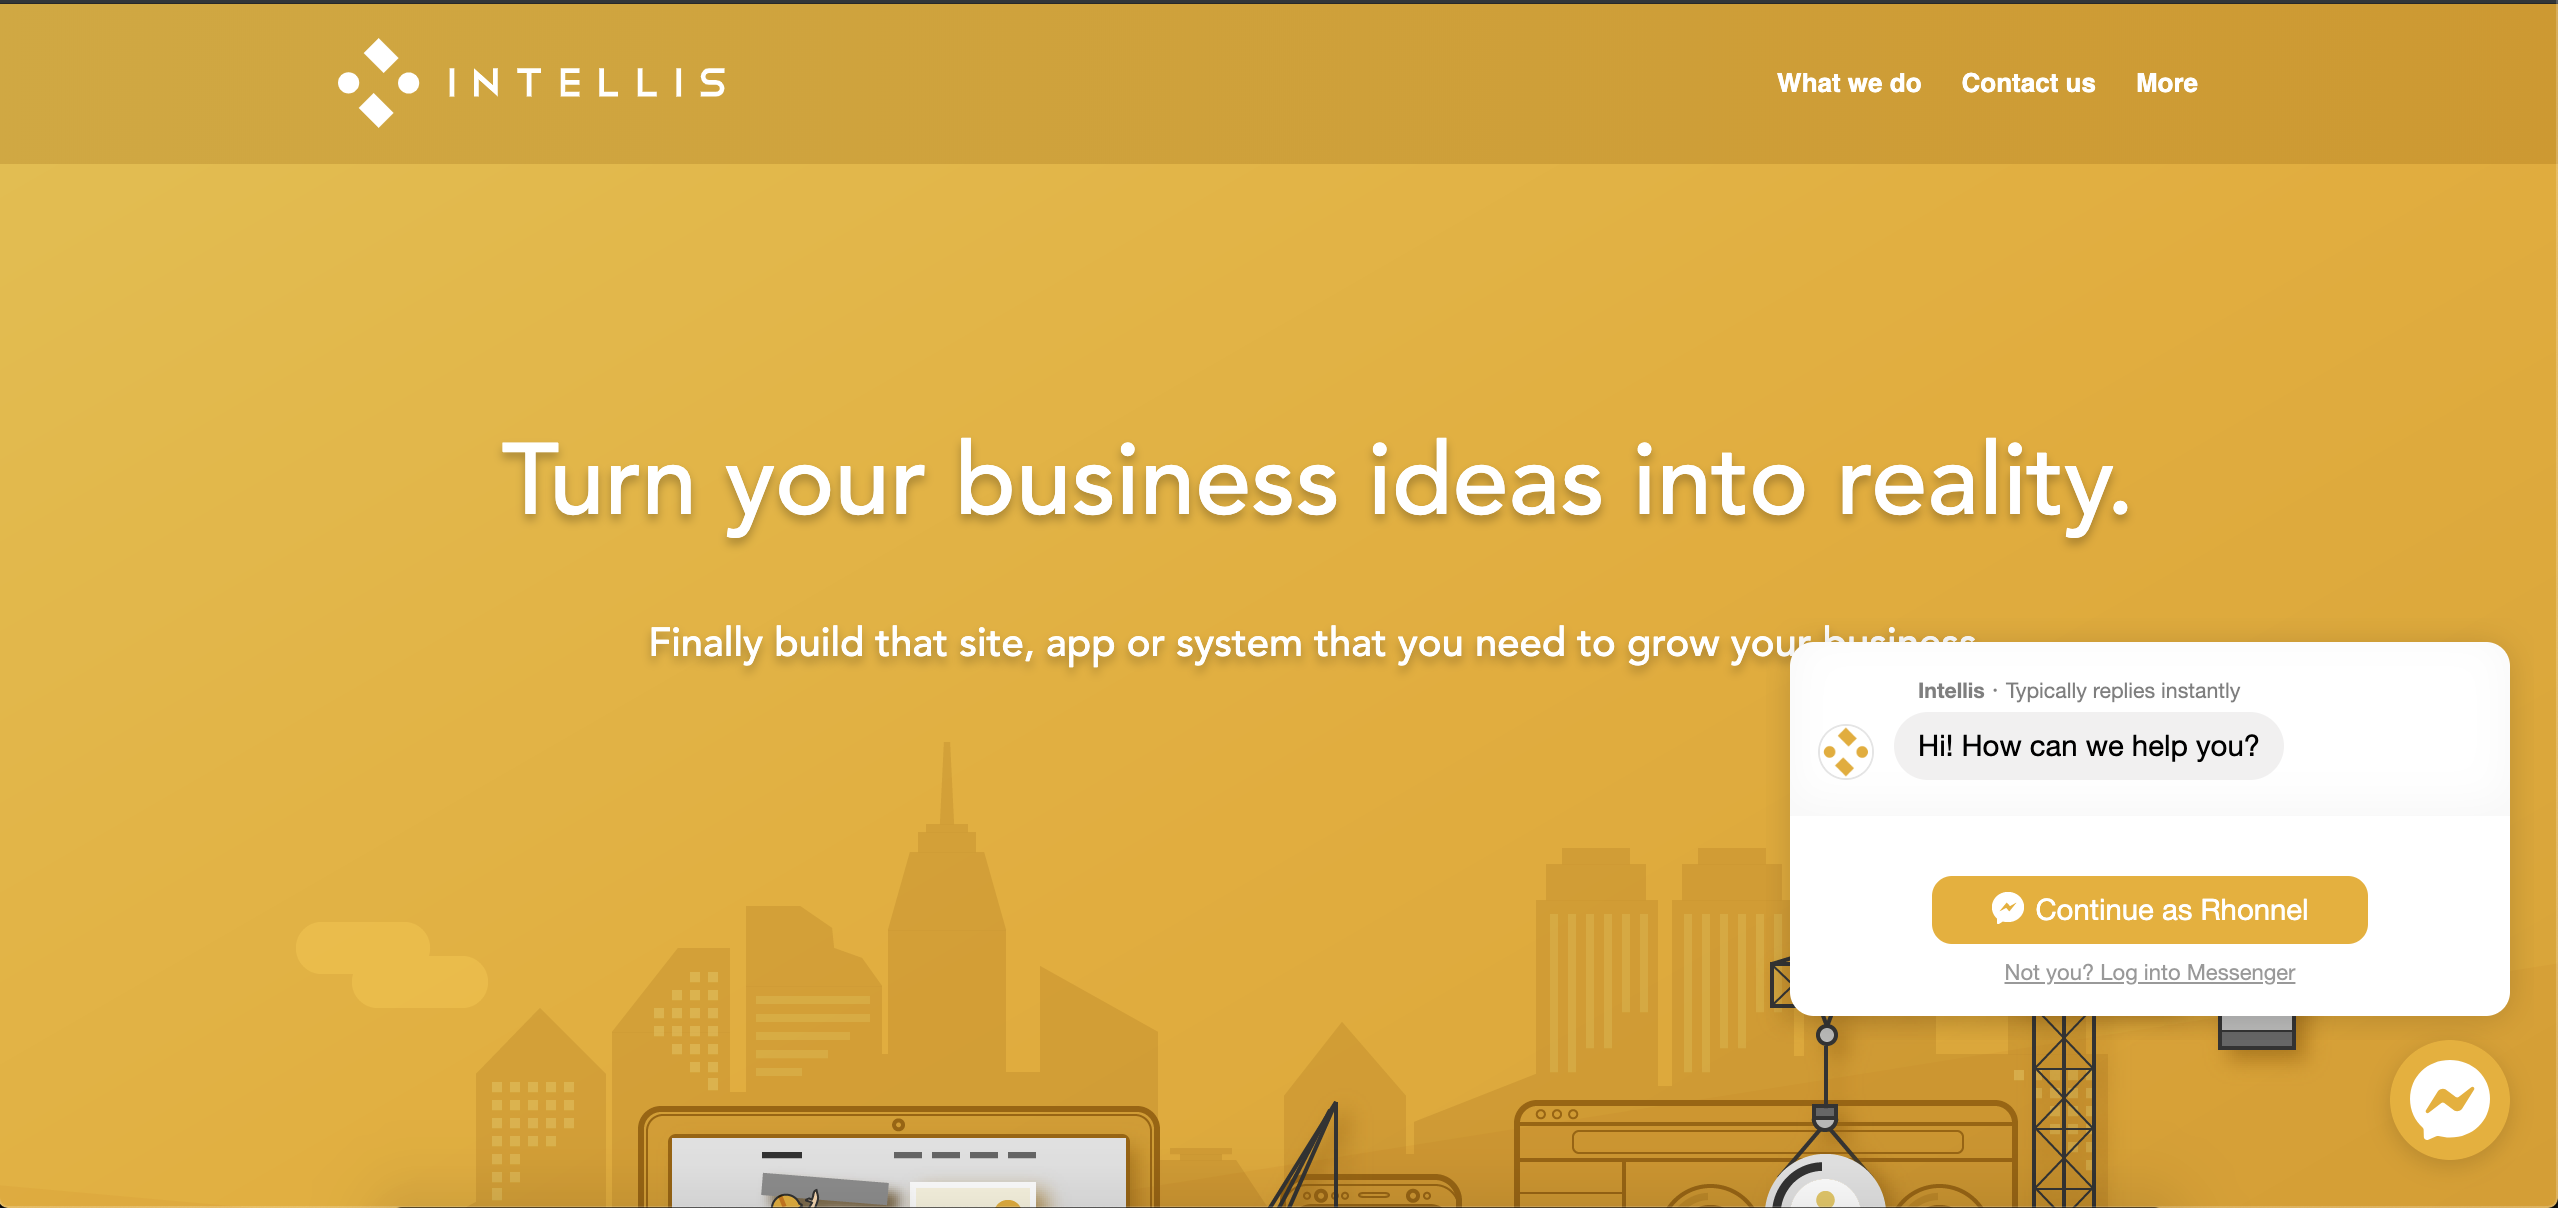 INTELLIS
What we do Contact us More
Turn your business ideas into reality.
Finally build that site, app or system that you need to grow your business
Intellis · Typically replies instantly
Hi! How can we help you?
Continue as Rhonnel
Not you? Log into Messenger